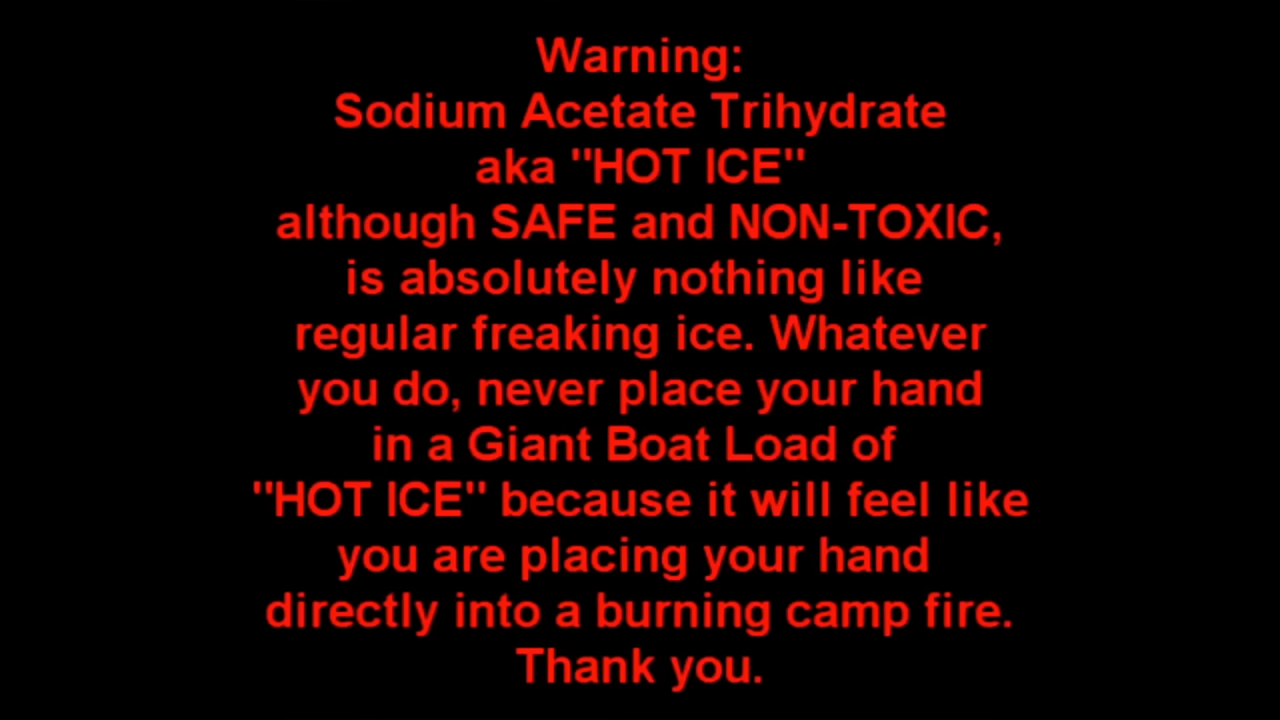 Warning:
Sodium Acetate Trihydrate
aka "HOT ICE"
although SAFE and NON-TOXIC,
is absolutely nothing like
regular freaking ice. Whatever
you do, never place your hand
in a Giant Boat Load of
"HOT ICE" because it will feel like
you are placing your hand
directly into a burning camp fire.
Thank you.